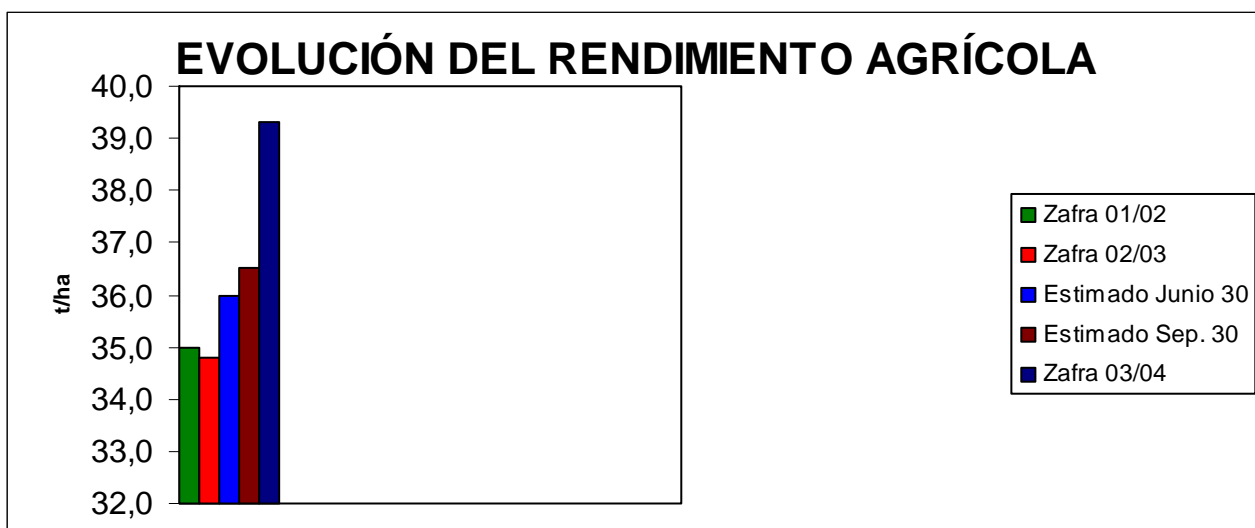 EVOLUCIÓN DEL RENDIMIENTO AGRÍCOLA
40,0
39,0
38,0
37,0
36,0
35,0
34,0
33,0
32,0
t/ha
Zafra 01/02
Zafra 02/03
Estimado Junio 30
Estimado Sep. 30
Zafra 03/04